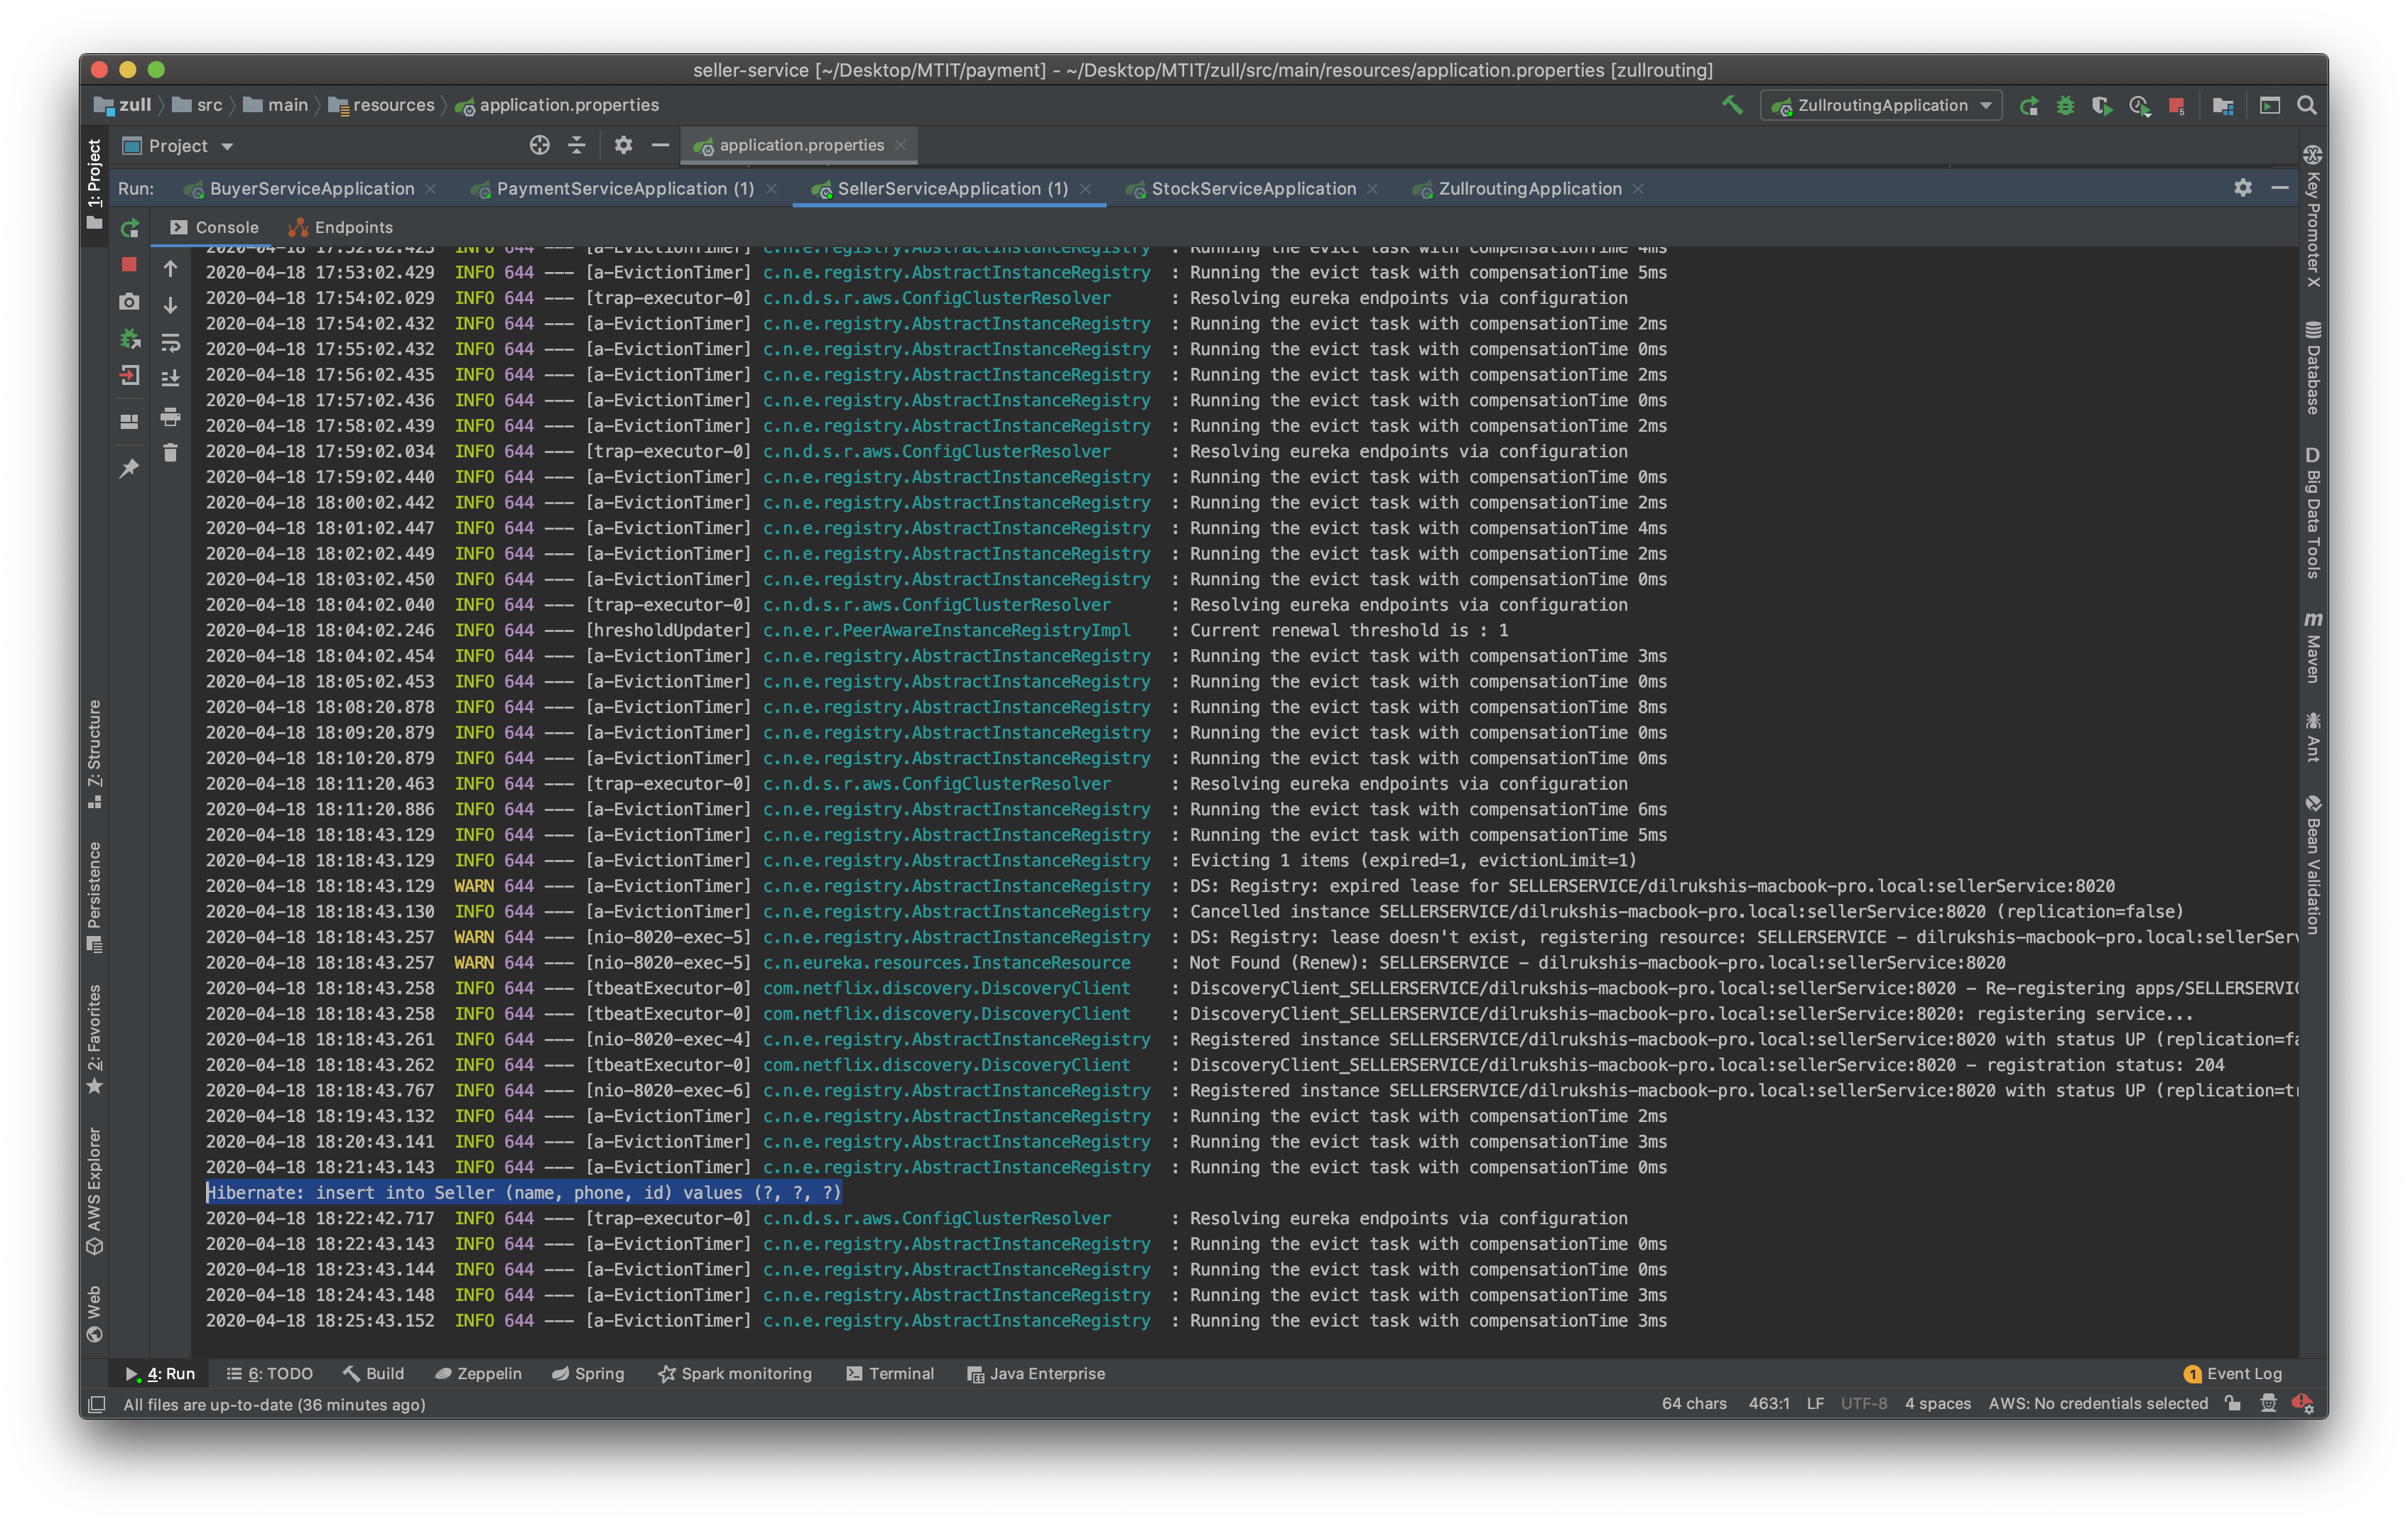 seller-service [~/Desktop/MTIT/payment] - ~/Desktop/MTIT/zull/src/main/resources/application.properties [zullrouting]
zull src main resources application.properties
ZullroutingApplication
Project
application.properties
Run: BuyerServiceApplication PaymentServiceApplication (1) SellerServiceApplication (1) StockServiceApplication ZullroutingApplication
Console Endpoints
2020-04-18 17:52:02.425 INFO 644 --- [a-EvictionTimer] c.n.e.registry.AbstractInstanceRegistry : Running the evict task with compensationTime 4ms
2020-04-18 17:53:02.429 INFO 644 --- [a-EvictionTimer] c.n.e.registry.AbstractInstanceRegistry : Running the evict task with compensationTime 5ms
2020-04-18 17:54:02.029 INFO 644 --- [trap-executor-0] c.n.d.s.r.aws.ConfigClusterResolver : Resolving eureka endpoints via configuration
2020-04-18 17:54:02.432 INFO 644 --- [a-EvictionTimer] c.n.e.registry.AbstractInstanceRegistry : Running the evict task with compensationTime 2ms
2020-04-18 17:55:02.432 INFO 644 --- [a-EvictionTimer] c.n.e.registry.AbstractInstanceRegistry : Running the evict task with compensationTime 0ms
2020-04-18 17:56:02.435 INFO 644 --- [a-EvictionTimer] c.n.e.registry.AbstractInstanceRegistry : Running the evict task with compensationTime 2ms
2020-04-18 17:57:02.436 INFO 644 --- [a-EvictionTimer] c.n.e.registry.AbstractInstanceRegistry : Running the evict task with compensationTime 0ms
2020-04-18 17:58:02.439 INFO 644 --- [a-EvictionTimer] c.n.e.registry.AbstractInstanceRegistry : Running the evict task with compensationTime 2ms
2020-04-18 17:59:02.034 INFO 644 --- [trap-executor-0] c.n.d.s.r.aws.ConfigClusterResolver : Resolving eureka endpoints via configuration
2020-04-18 17:59:02.440 INFO 644 --- [a-EvictionTimer] c.n.e.registry.AbstractInstanceRegistry : Running the evict task with compensationTime 0ms
2020-04-18 18:00:02.442 INFO 644 --- [a-EvictionTimer] c.n.e.registry.AbstractInstanceRegistry : Running the evict task with compensationTime 2ms
2020-04-18 18:01:02.447 INFO 644 --- [a-EvictionTimer] c.n.e.registry.AbstractInstanceRegistry : Running the evict task with compensationTime 4ms
2020-04-18 18:02:02.449 INFO 644 --- [a-EvictionTimer] c.n.e.registry.AbstractInstanceRegistry : Running the evict task with compensationTime 2ms
2020-04-18 18:03:02.450 INFO 644 --- [a-EvictionTimer] c.n.e.registry.AbstractInstanceRegistry : Running the evict task with compensationTime 0ms
2020-04-18 18:04:02.040 INFO 644 --- [trap-executor-0] c.n.d.s.r.aws.ConfigClusterResolver : Resolving eureka endpoints via configuration
2020-04-18 18:04:02.246 INFO 644 --- [hresholdUpdater] c.n.e.r.PeerAwareInstanceRegistryImpl : Current renewal threshold is : 1
2020-04-18 18:04:02.454 INFO 644 --- [a-EvictionTimer] c.n.e.registry.AbstractInstanceRegistry : Running the evict task with compensationTime 3ms
2020-04-18 18:05:02.453 INFO 644 --- [a-EvictionTimer] c.n.e.registry.AbstractInstanceRegistry : Running the evict task with compensationTime 0ms
2020-04-18 18:08:20.878 INFO 644 --- [a-EvictionTimer] c.n.e.registry.AbstractInstanceRegistry : Running the evict task with compensationTime 8ms
2020-04-18 18:09:20.879 INFO 644 --- [a-EvictionTimer] c.n.e.registry.AbstractInstanceRegistry : Running the evict task with compensationTime 0ms
2020-04-18 18:10:20.879 INFO 644 --- [a-EvictionTimer] c.n.e.registry.AbstractInstanceRegistry : Running the evict task with compensationTime 0ms
2020-04-18 18:11:20.463 INFO 644 --- [trap-executor-0] c.n.d.s.r.aws.ConfigClusterResolver : Resolving eureka endpoints via configuration
2020-04-18 18:11:20.886 INFO 644 --- [a-EvictionTimer] c.n.e.registry.AbstractInstanceRegistry : Running the evict task with compensationTime 6ms
2020-04-18 18:18:43.129 INFO 644 --- [a-EvictionTimer] c.n.e.registry.AbstractInstanceRegistry : Running the evict task with compensationTime 5ms
2020-04-18 18:18:43.129 INFO 644 --- [a-EvictionTimer] c.n.e.registry.AbstractInstanceRegistry : Evicting 1 items (expired=1, evictionLimit=1)
2020-04-18 18:18:43.129 WARN 644 --- [a-EvictionTimer] c.n.e.registry.AbstractInstanceRegistry : DS: Registry: expired lease for SELLERSERVICE/dilrukshis-macbook-pro.local:sellerService:8020
2020-04-18 18:18:43.130 INFO 644 --- [a-EvictionTimer] c.n.e.registry.AbstractInstanceRegistry : Cancelled instance SELLERSERVICE/dilrukshis-macbook-pro.local:sellerService:8020 (replication=false)
2020-04-18 18:18:43.257 WARN 644 --- [nio-8020-exec-5] c.n.e.registry.AbstractInstanceRegistry : DS: Registry: lease doesn't exist, registering resource: SELLERSERVICE - dilrukshis-macbook-pro.local:sellerServ
2020-04-18 18:18:43.257 WARN 644 --- [nio-8020-exec-5] c.n.eureka.resources.InstanceResource : Not Found (Renew): SELLERSERVICE - dilrukshis-macbook-pro.local:sellerService:8020
2020-04-18 18:18:43.258 INFO 644 --- [tbeatExecutor-0] com.netflix.discovery.DiscoveryClient : DiscoveryClient_SELLERSERVICE/dilrukshis-macbook-pro.local:sellerService:8020 - Re-registering apps/SELLERSERVIC
2020-04-18 18:18:43.258 INFO 644 --- [tbeatExecutor-0] com.netflix.discovery.DiscoveryClient : DiscoveryClient_SELLERSERVICE/dilrukshis-macbook-pro.local:sellerService:8020: registering service...
2020-04-18 18:18:43.261 INFO 644 --- [nio-8020-exec-4] c.n.e.registry.AbstractInstanceRegistry : Registered instance SELLERSERVICE/dilrukshis-macbook-pro.local:sellerService:8020 with status UP (replication=fa
2020-04-18 18:18:43.262 INFO 644 --- [tbeatExecutor-0] com.netflix.discovery.DiscoveryClient : DiscoveryClient_SELLERSERVICE/dilrukshis-macbook-pro.local:sellerService:8020 - registration status: 204
2020-04-18 18:18:43.767 INFO 644 --- [nio-8020-exec-6] c.n.e.registry.AbstractInstanceRegistry : Registered instance SELLERSERVICE/dilrukshis-macbook-pro.local:sellerService:8020 with status UP (replication=tr
2020-04-18 18:19:43.132 INFO 644 --- [a-EvictionTimer] c.n.e.registry.AbstractInstanceRegistry : Running the evict task with compensationTime 2ms
2020-04-18 18:20:43.141 INFO 644 --- [a-EvictionTimer] c.n.e.registry.AbstractInstanceRegistry : Running the evict task with compensationTime 3ms
2020-04-18 18:21:43.143 INFO 644 --- [a-EvictionTimer] c.n.e.registry.AbstractInstanceRegistry : Running the evict task with compensationTime 0ms
Hibernate: insert into Seller (name, phone, id) values (?, ?, ?)
2020-04-18 18:22:42.717 INFO 644 --- [trap-executor-0] c.n.d.s.r.aws.ConfigClusterResolver : Resolving eureka endpoints via configuration
2020-04-18 18:22:43.143 INFO 644 --- [a-EvictionTimer] c.n.e.registry.AbstractInstanceRegistry : Running the evict task with compensationTime 0ms
2020-04-18 18:23:43.144 INFO 644 --- [a-EvictionTimer] c.n.e.registry.AbstractInstanceRegistry : Running the evict task with compensationTime 0ms
2020-04-18 18:24:43.148 INFO 644 --- [a-EvictionTimer] c.n.e.registry.AbstractInstanceRegistry : Running the evict task with compensationTime 3ms
2020-04-18 18:25:43.152 INFO 644 --- [a-EvictionTimer] c.n.e.registry.AbstractInstanceRegistry : Running the evict task with compensationTime 3ms
1: Project
Z: Structure
Persistence
2: Favorites
AWS Explorer
Web
Key Promoter X
Database
D Big Data Tools
m Maven
Ant
Bean Validation
4: Run 6: TODO Build Zeppelin Spring Spark monitoring Terminal Java Enterprise 1 Event Log
All files are up-to-date (36 minutes ago) 64 chars 463:1 LF UTF-8 4 spaces AWS: No credentials selected